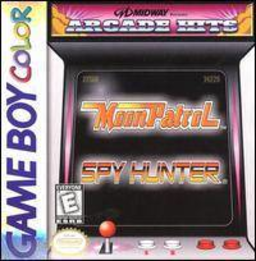 MIDWAY
ARCADE HITS
GAME BOY COLOR
Moon Patrol
SPY HUNTER
EVERYONE
E
ESRB